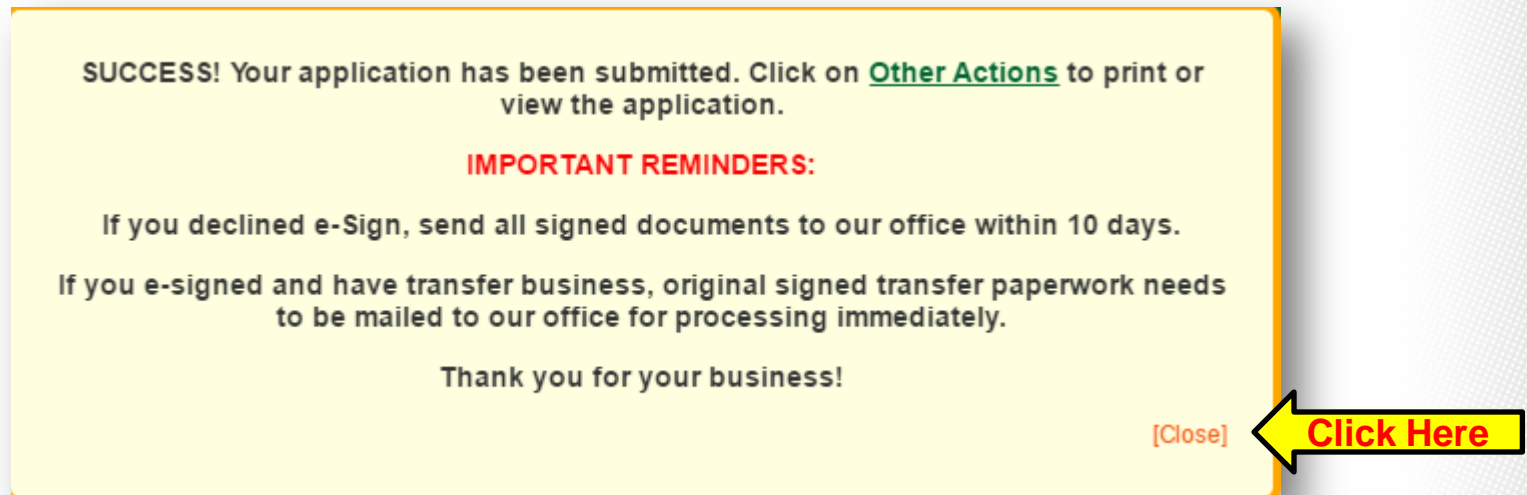 SUCCESS! Your application has been submitted. Click on Other Actions to print or
view the application.
IMPORTANT REMINDERS:
If you declined e-Sign, send all signed documents to our office within 10 days.
If you e-signed and have transfer business, original signed transfer paperwork needs
to be mailed to our office for processing immediately.
Thank you for your business!
[Close]
Click Here